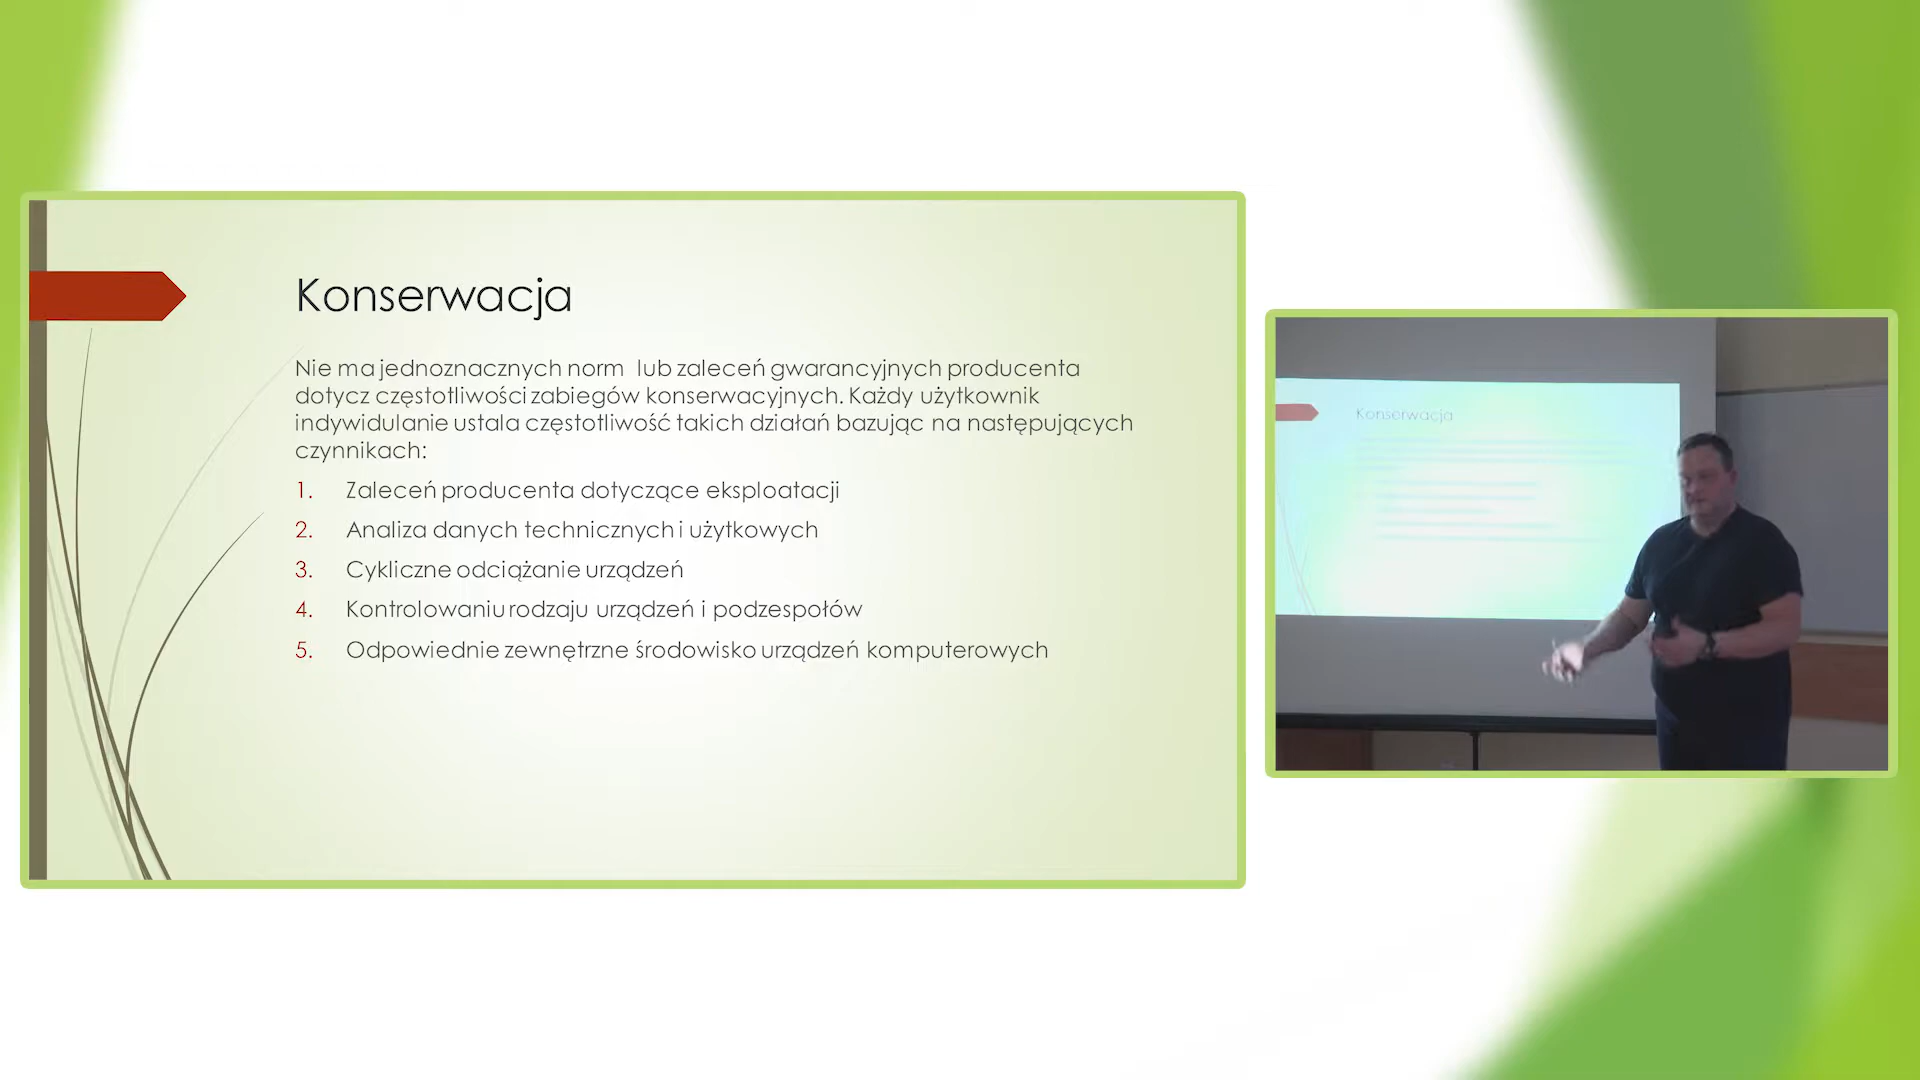 Konserwacja
Nie ma jednoznacznych norm lub zaleceń gwarancyjnych producenta
dotycz częstotliwości zabiegów konserwacyjnych. Każdy użytkownik
indywidulanie ustala częstotliwość takich działań bazując na następujących
czynnikach:
1. Zaleceń producenta dotyczące eksploatacji
2. Analiza danych technicznych i użytkowych
3. Cykliczne odciążanie urządzeń
4. Kontrolowaniu rodzaju urządzeń i podzespołów
5. Odpowiednie zewnętrzne środowisko urządzeń komputerowych
Konserwacja